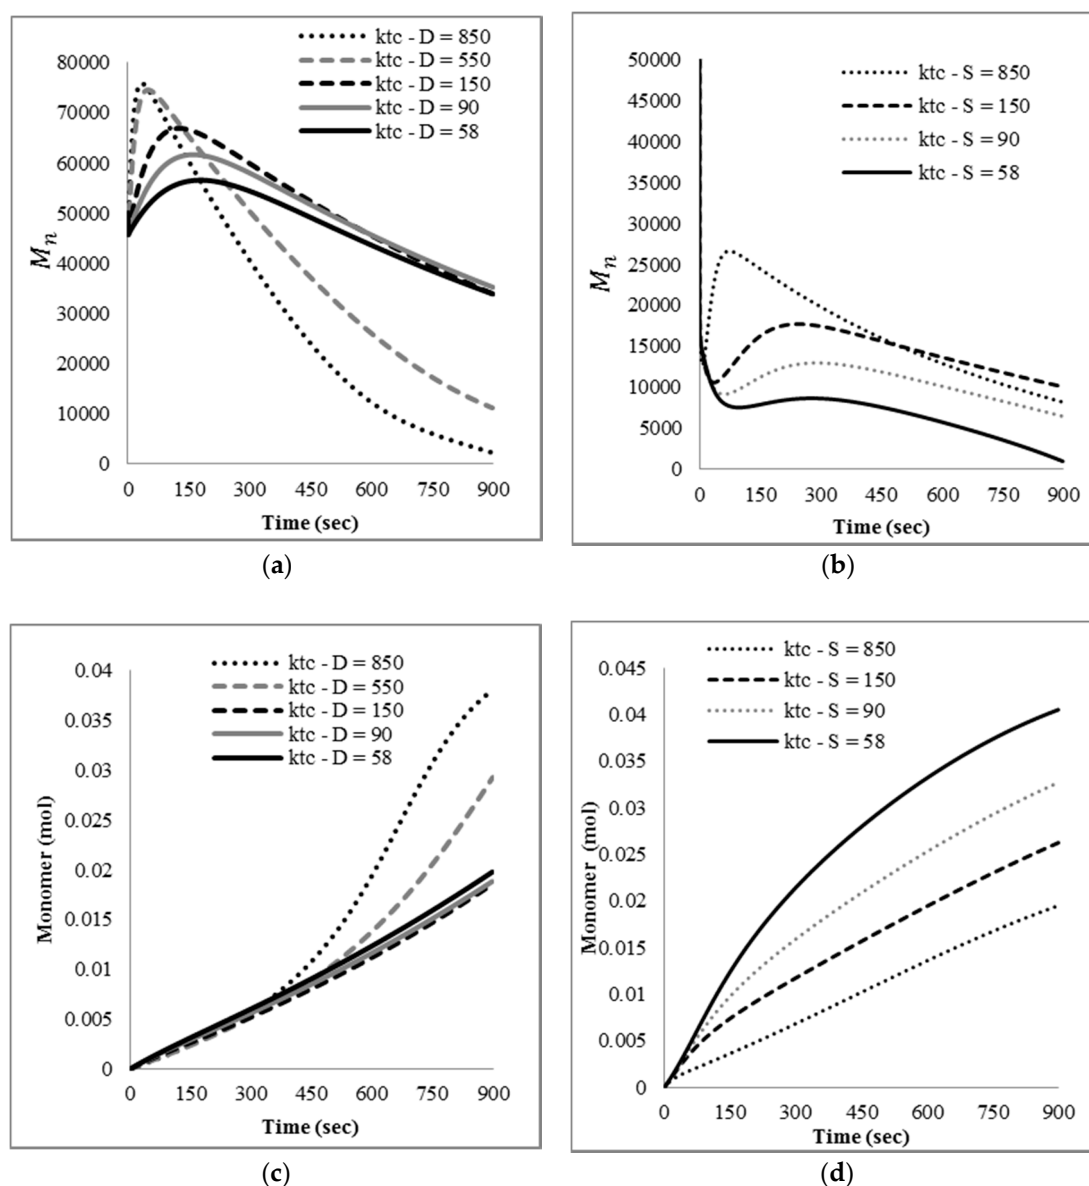 ktc - D = 850
ktc - D = 550
ktc - D = 150
ktc - D = 90
ktc - D = 58
80000
70000
60000
50000
40000
30000
20000
10000
0
Mn
0 150 300 450 600 750 900
Time (sec)
(a)
ktc - S = 850
ktc - S = 150
ktc - S = 90
ktc - S = 58
50000
45000
40000
35000
30000
25000
20000
15000
10000
5000
0
Mn
0 150 300 450 600 750 900
Time (sec)
(b)
ktc - D = 850
ktc - D = 550
ktc - D = 150
ktc - D = 90
ktc - D = 58
0.04
0.035
0.03
0.025
0.02
0.015
0.01
0.005
0
Monomer (mol)
0 150 300 450 600 750 900
Time (sec)
(c)
ktc - S = 850
ktc - S = 150
ktc - S = 90
ktc - S = 58
0.045
0.04
0.035
0.03
0.025
0.02
0.015
0.01
0.005
0
Monomer (mol)
0 150 300 450 600 750 900
Time (sec)
(d)